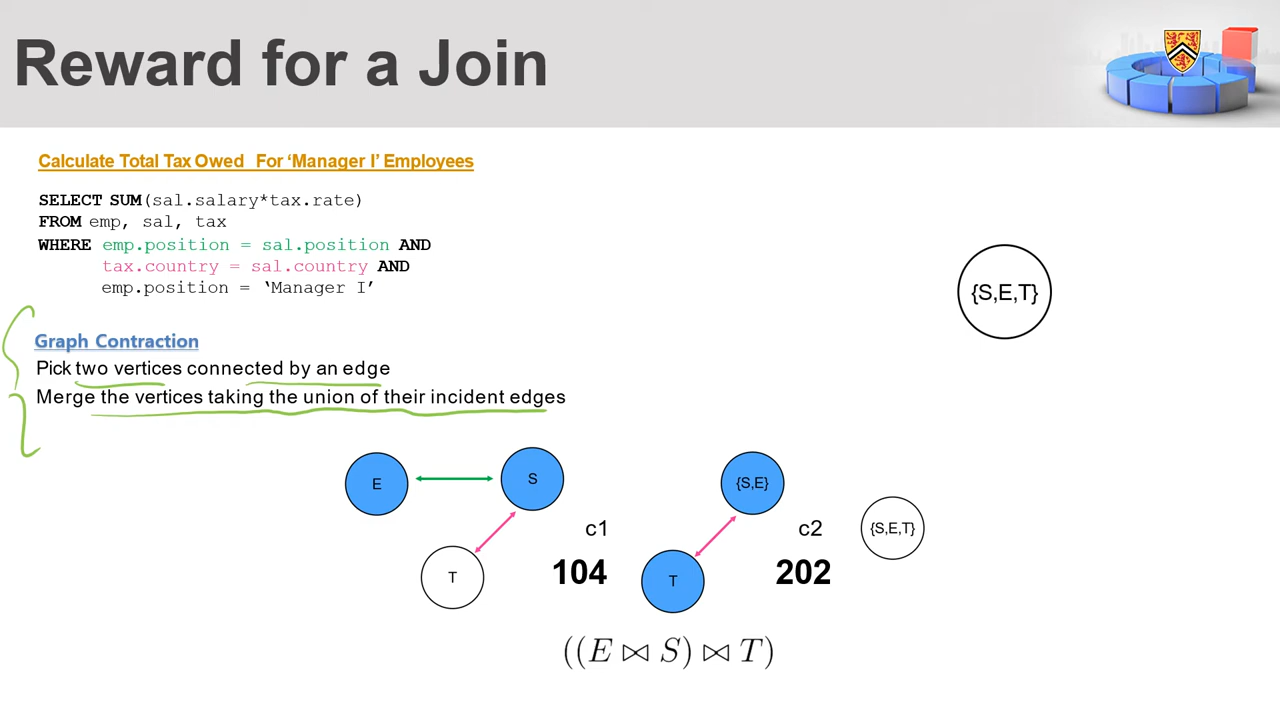 Reward for a Join
Calculate Total Tax Owed For ‘Manager I’ Employees
SELECT SUM(sal.salary*tax.rate)
FROM emp, sal, tax
WHERE emp.position = sal.position AND
tax.country = sal.country AND
emp.position = ‘Manager I’
{S,E,T}
Graph Contraction
Pick two vertices connected by an edge
Merge the vertices taking the union of their incident edges
E
S
{S,E}
c1
c2
{S,E,T}
T
104
T
202
((E ⋈ S) ⋈ T)